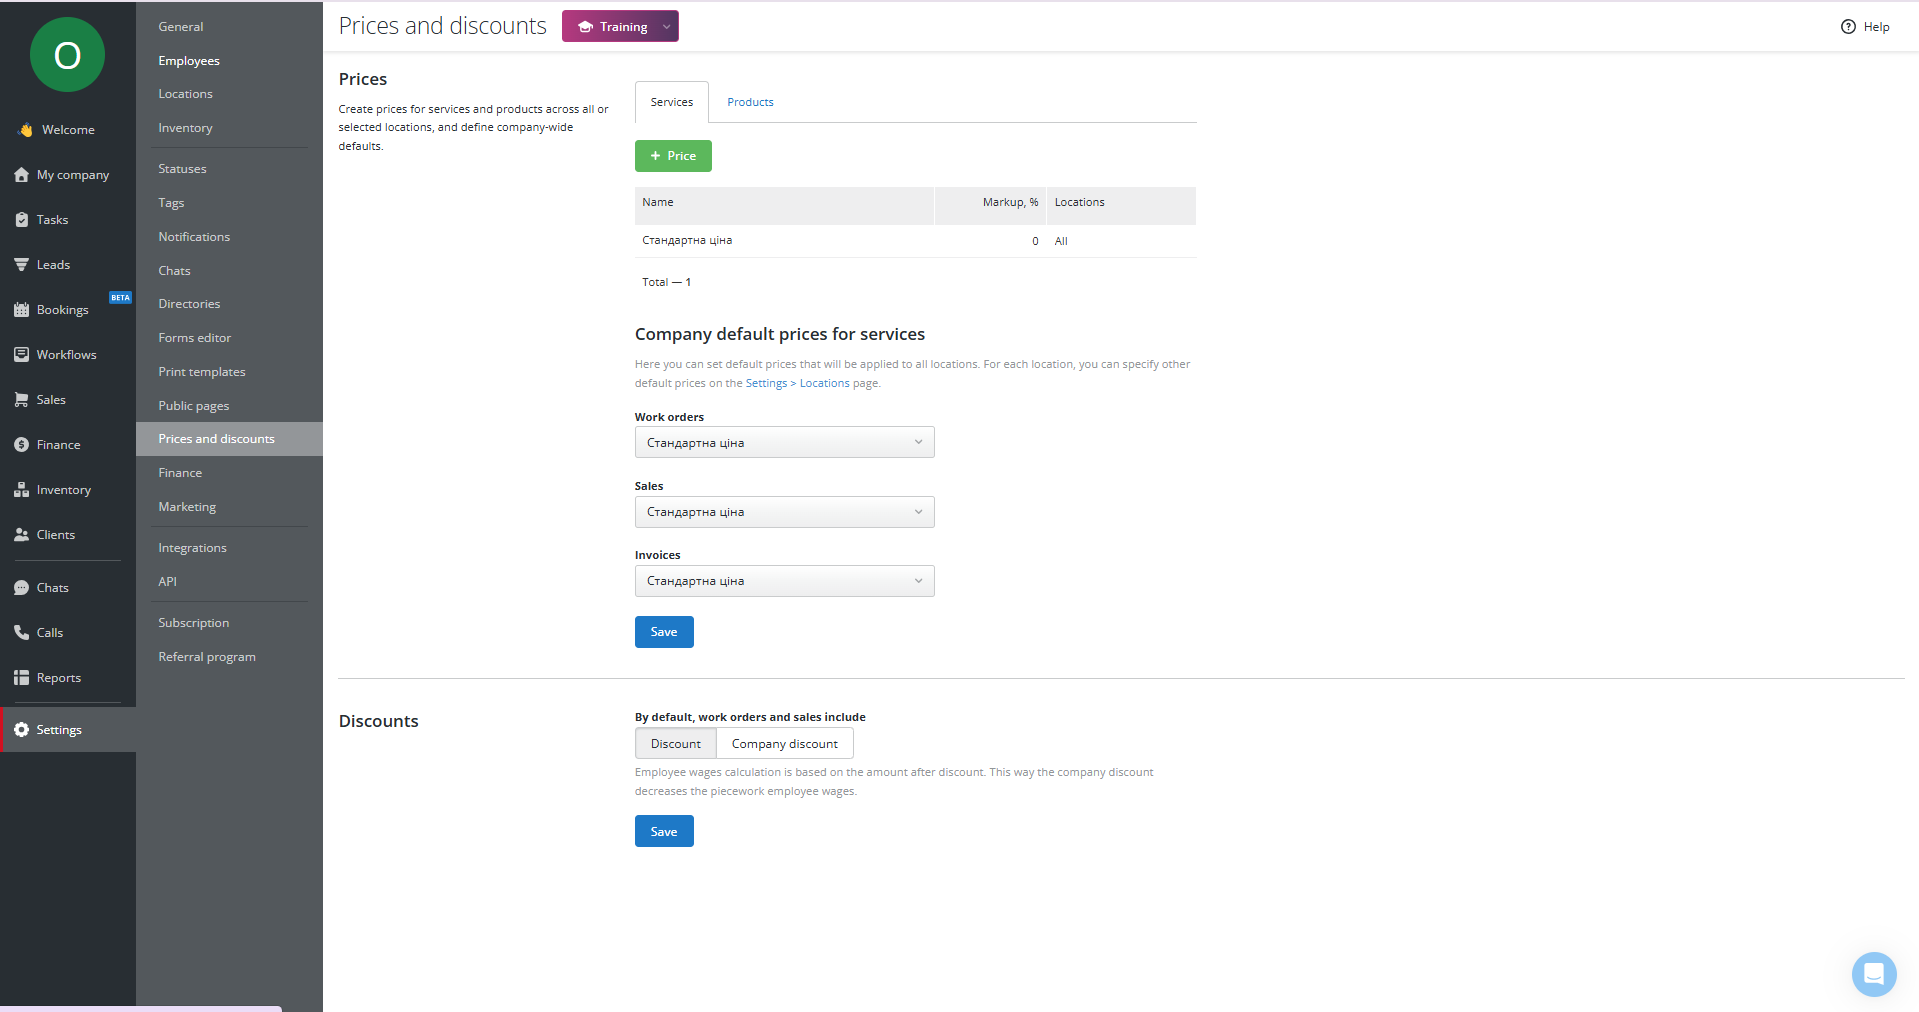 O
Welcome
My company
Tasks
Leads
BETA
Bookings
Workflows
Sales
Finance
Inventory
Clients
Chats
Calls
Reports
Settings
General
Employees
Locations
Inventory
Statuses
Tags
Notifications
Chats
Directories
Forms editor
Print templates
Public pages
Prices and discounts
Finance
Marketing
Integrations
API
Subscription
Referral program
Prices and discounts
Training
Help
Prices
Create prices for services and products across all or
selected locations, and define company-wide
defaults.
Services Products
+ Price
Name Markup, % Locations
Стандартна ціна 0 All
Total — 1
Company default prices for services
Here you can set default prices that will be applied to all locations. For each location, you can specify other
default prices on the Settings > Locations page.
Work orders
Стандартна ціна
Sales
Стандартна ціна
Invoices
Стандартна ціна
Save
Discounts
By default, work orders and sales include
Discount Company discount
Employee wages calculation is based on the amount after discount. This way the company discount
decreases the piecework employee wages.
Save